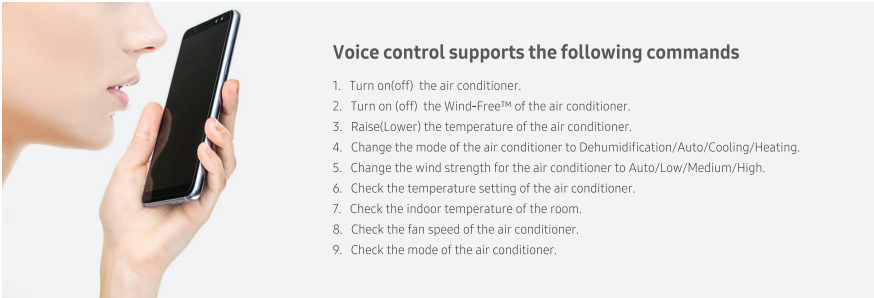 Voice control supports the following commands
1. Turn on(off) the air conditioner.
2. Turn on (off) the Wind-Free™ of the air conditioner.
3. Raise(Lower) the temperature of the air conditioner.
4. Change the mode of the air conditioner to Dehumidification/Auto/Cooling/Heating.
5. Change the wind strength for the air conditioner to Auto/Low/Medium/High.
6. Check the temperature setting of the air conditioner.
7. Check the indoor temperature of the room.
8. Check the fan speed of the air conditioner.
9. Check the mode of the air conditioner.